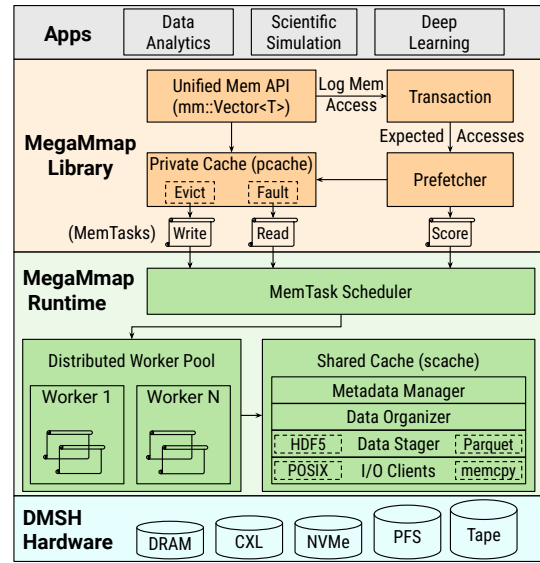 Apps
Data
Analytics
Scientific
Simulation
Deep
Learning
MegaMmap
Library
Unified Mem API
(mm::Vector<T>)
Log Mem
Access
Transaction
Expected Accesses
Private Cache (pcache)
Evict
Fault
Prefetcher
(MemTasks)
Write
Read
Score
MegaMmap
Runtime
MemTask Scheduler
Distributed Worker Pool
Worker 1
Worker N
Shared Cache (scache)
Metadata Manager
Data Organizer
HDF5 Data Stager Parquet
POSIX I/O Clients memcpy
DMSH
Hardware
DRAM
CXL
NVMe
PFS
Tape